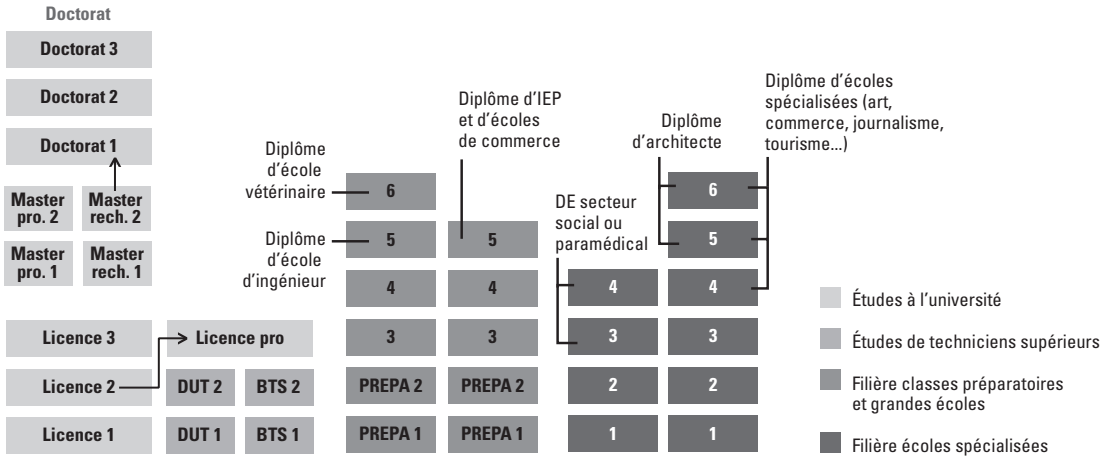 Doctorat
Doctorat 3
Doctorat 2
Doctorat 1
Master
pro. 2
Master
rech. 2
Master
pro. 1
Master
rech. 1
Licence 3
Licence pro
Licence 2
DUT 2
BTS 2
Licence 1
DUT 1
BTS 1
Diplôme
d'école
vétérinaire
6
Diplôme
d'école
d'ingénieur
5
4
3
PREPA 2
PREPA 1
Diplôme d'IEP
et d'écoles
de commerce
5
4
3
PREPA 2
PREPA 1
DE secteur
social ou
paramédical
4
3
2
1
Diplôme
d'architecte
Diplôme d'écoles
spécialisées (art,
commerce, journalisme,
tourisme...)
6
5
4
3
2
1
Études à l'université
Études de techniciens supérieurs
Filière classes préparatoires
et grandes écoles
Filière écoles spécialisées